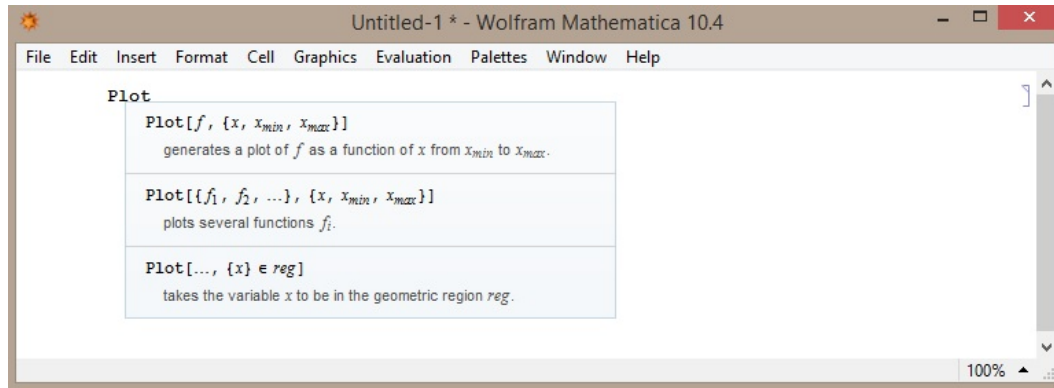 Untitled-1 * - Wolfram Mathematica 10.4
File Edit Insert Format Cell Graphics Evaluation Palettes Window Help
Plot
Plot[f, {x, xmin, xmax}]
generates a plot of f as a function of x from xmin to xmax.
Plot[{f1, f2, ...}, {x, xmin, xmax}]
plots several functions fi.
Plot[..., {x} ∈ reg]
takes the variable x to be in the geometric region reg.
100%